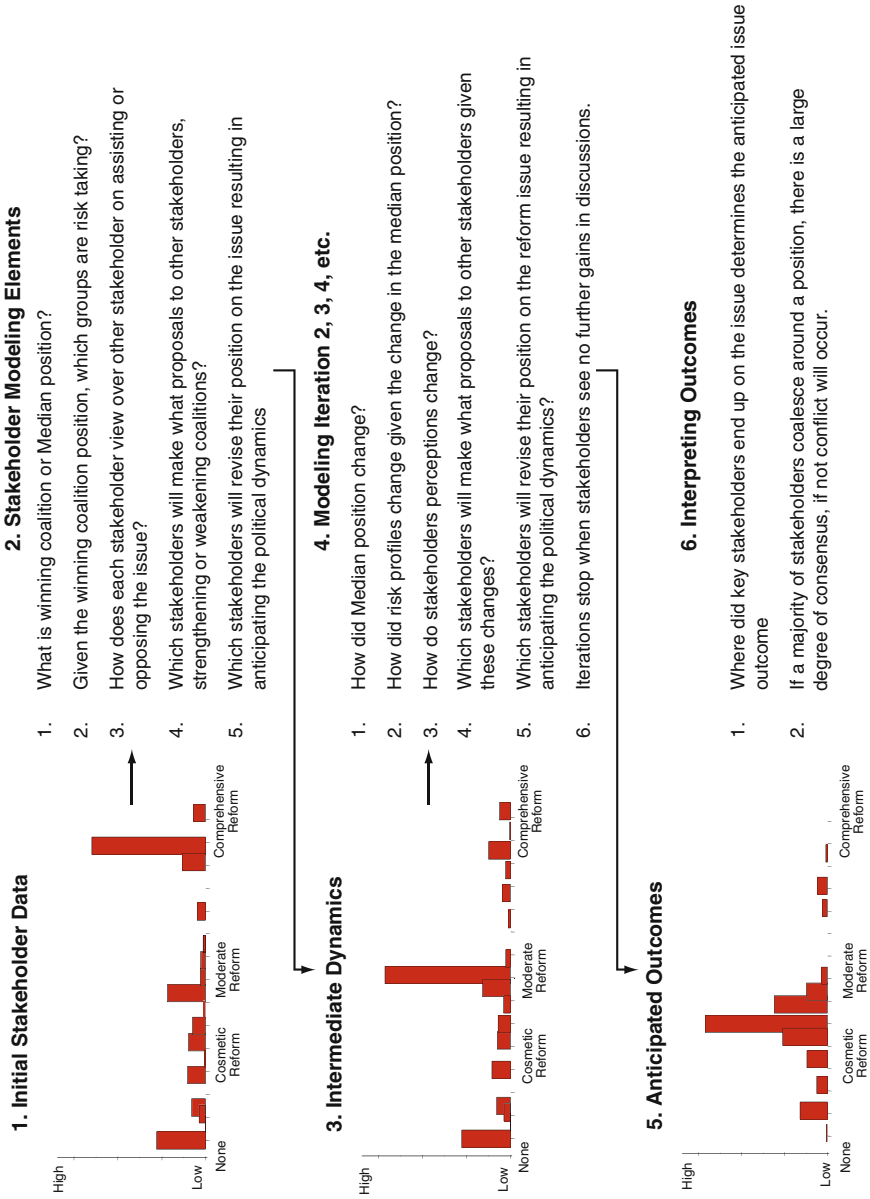 1. Initial Stakeholder Data
High
Low
None
Cosmetic
Reform
Moderate
Reform
Comprehensive
Reform
2. Stakeholder Modeling Elements
1. What is winning coalition or Median position?
2. Given the winning coalition position, which groups are risk taking?
3. How does each stakeholder view over other stakeholder on assisting or
opposing the issue?
4. Which stakeholders will make what proposals to other stakeholders,
strengthening or weakening coalitions?
5. Which stakeholders will revise their position on the issue resulting in
anticipating the political dynamics
3. Intermediate Dynamics
High
Low
None
Cosmetic
Reform
Moderate
Reform
Comprehensive
Reform
4. Modeling Iteration 2, 3, 4, etc.
1. How did Median position change?
2. How did risk profiles change given the change in the median position?
3. How do stakeholders perceptions change?
4. Which stakeholders will make what proposals to other stakeholders given
these changes?
5. Which stakeholders will revise their position on the reform issue resulting in
anticipating the political dynamics?
6. Iterations stop when stakeholders see no further gains in discussions.
5. Anticipated Outcomes
High
Low
None
Cosmetic
Reform
Moderate
Reform
Comprehensive
Reform
6. Interpreting Outcomes
1. Where did key stakeholders end up on the issue determines the anticipated issue
outcome
2. If a majority of stakeholders coalesce around a position, there is a large
degree of consensus, if not conflict will occur.